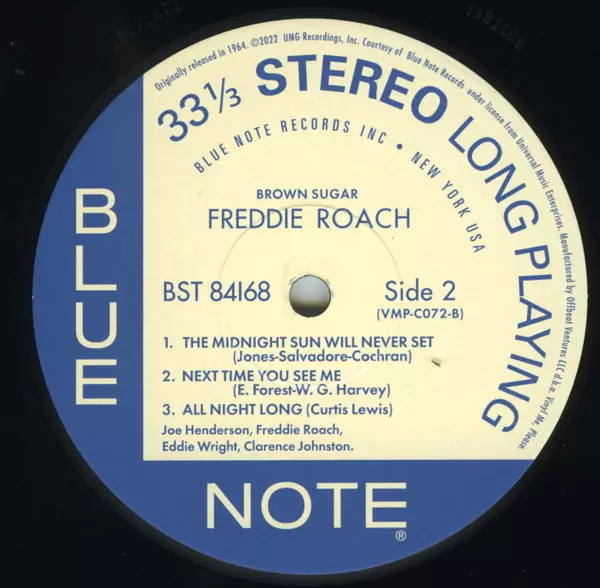 Originally released in 1964. ©2022 UMG Recordings, Inc. Courtesy of Blue Note Records under license from Universal Music Enterprises. Manufactured by Offbeat Ventures LLC d.b.a. Vinyl Me, Please.
33⅓ STEREO LONG PLAYING
BLUE NOTE RECORDS INC • NEW YORK USA
BROWN SUGAR
FREDDIE ROACH
BST 84168
Side 2
(VMP-C072-B)
1. THE MIDNIGHT SUN WILL NEVER SET
(Jones-Salvadore-Cochran)
2. NEXT TIME YOU SEE ME
(E. Forest-W. G. Harvey)
3. ALL NIGHT LONG (Curtis Lewis)
Joe Henderson, Freddie Roach,
Eddie Wright, Clarence Johnston.
BLUE
NOTE®